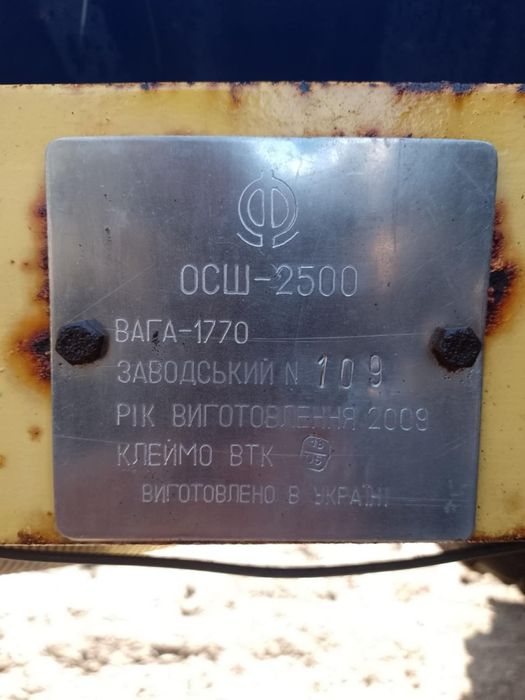 ОСШ-2500
ВАГА-1770
ЗАВОДСЬКИЙ N 109
РІК ВИГОТОВЛЕННЯ 2009
КЛЕЙМО ВТК
ВИГОТОВЛЕНО В УКРАЇНІ